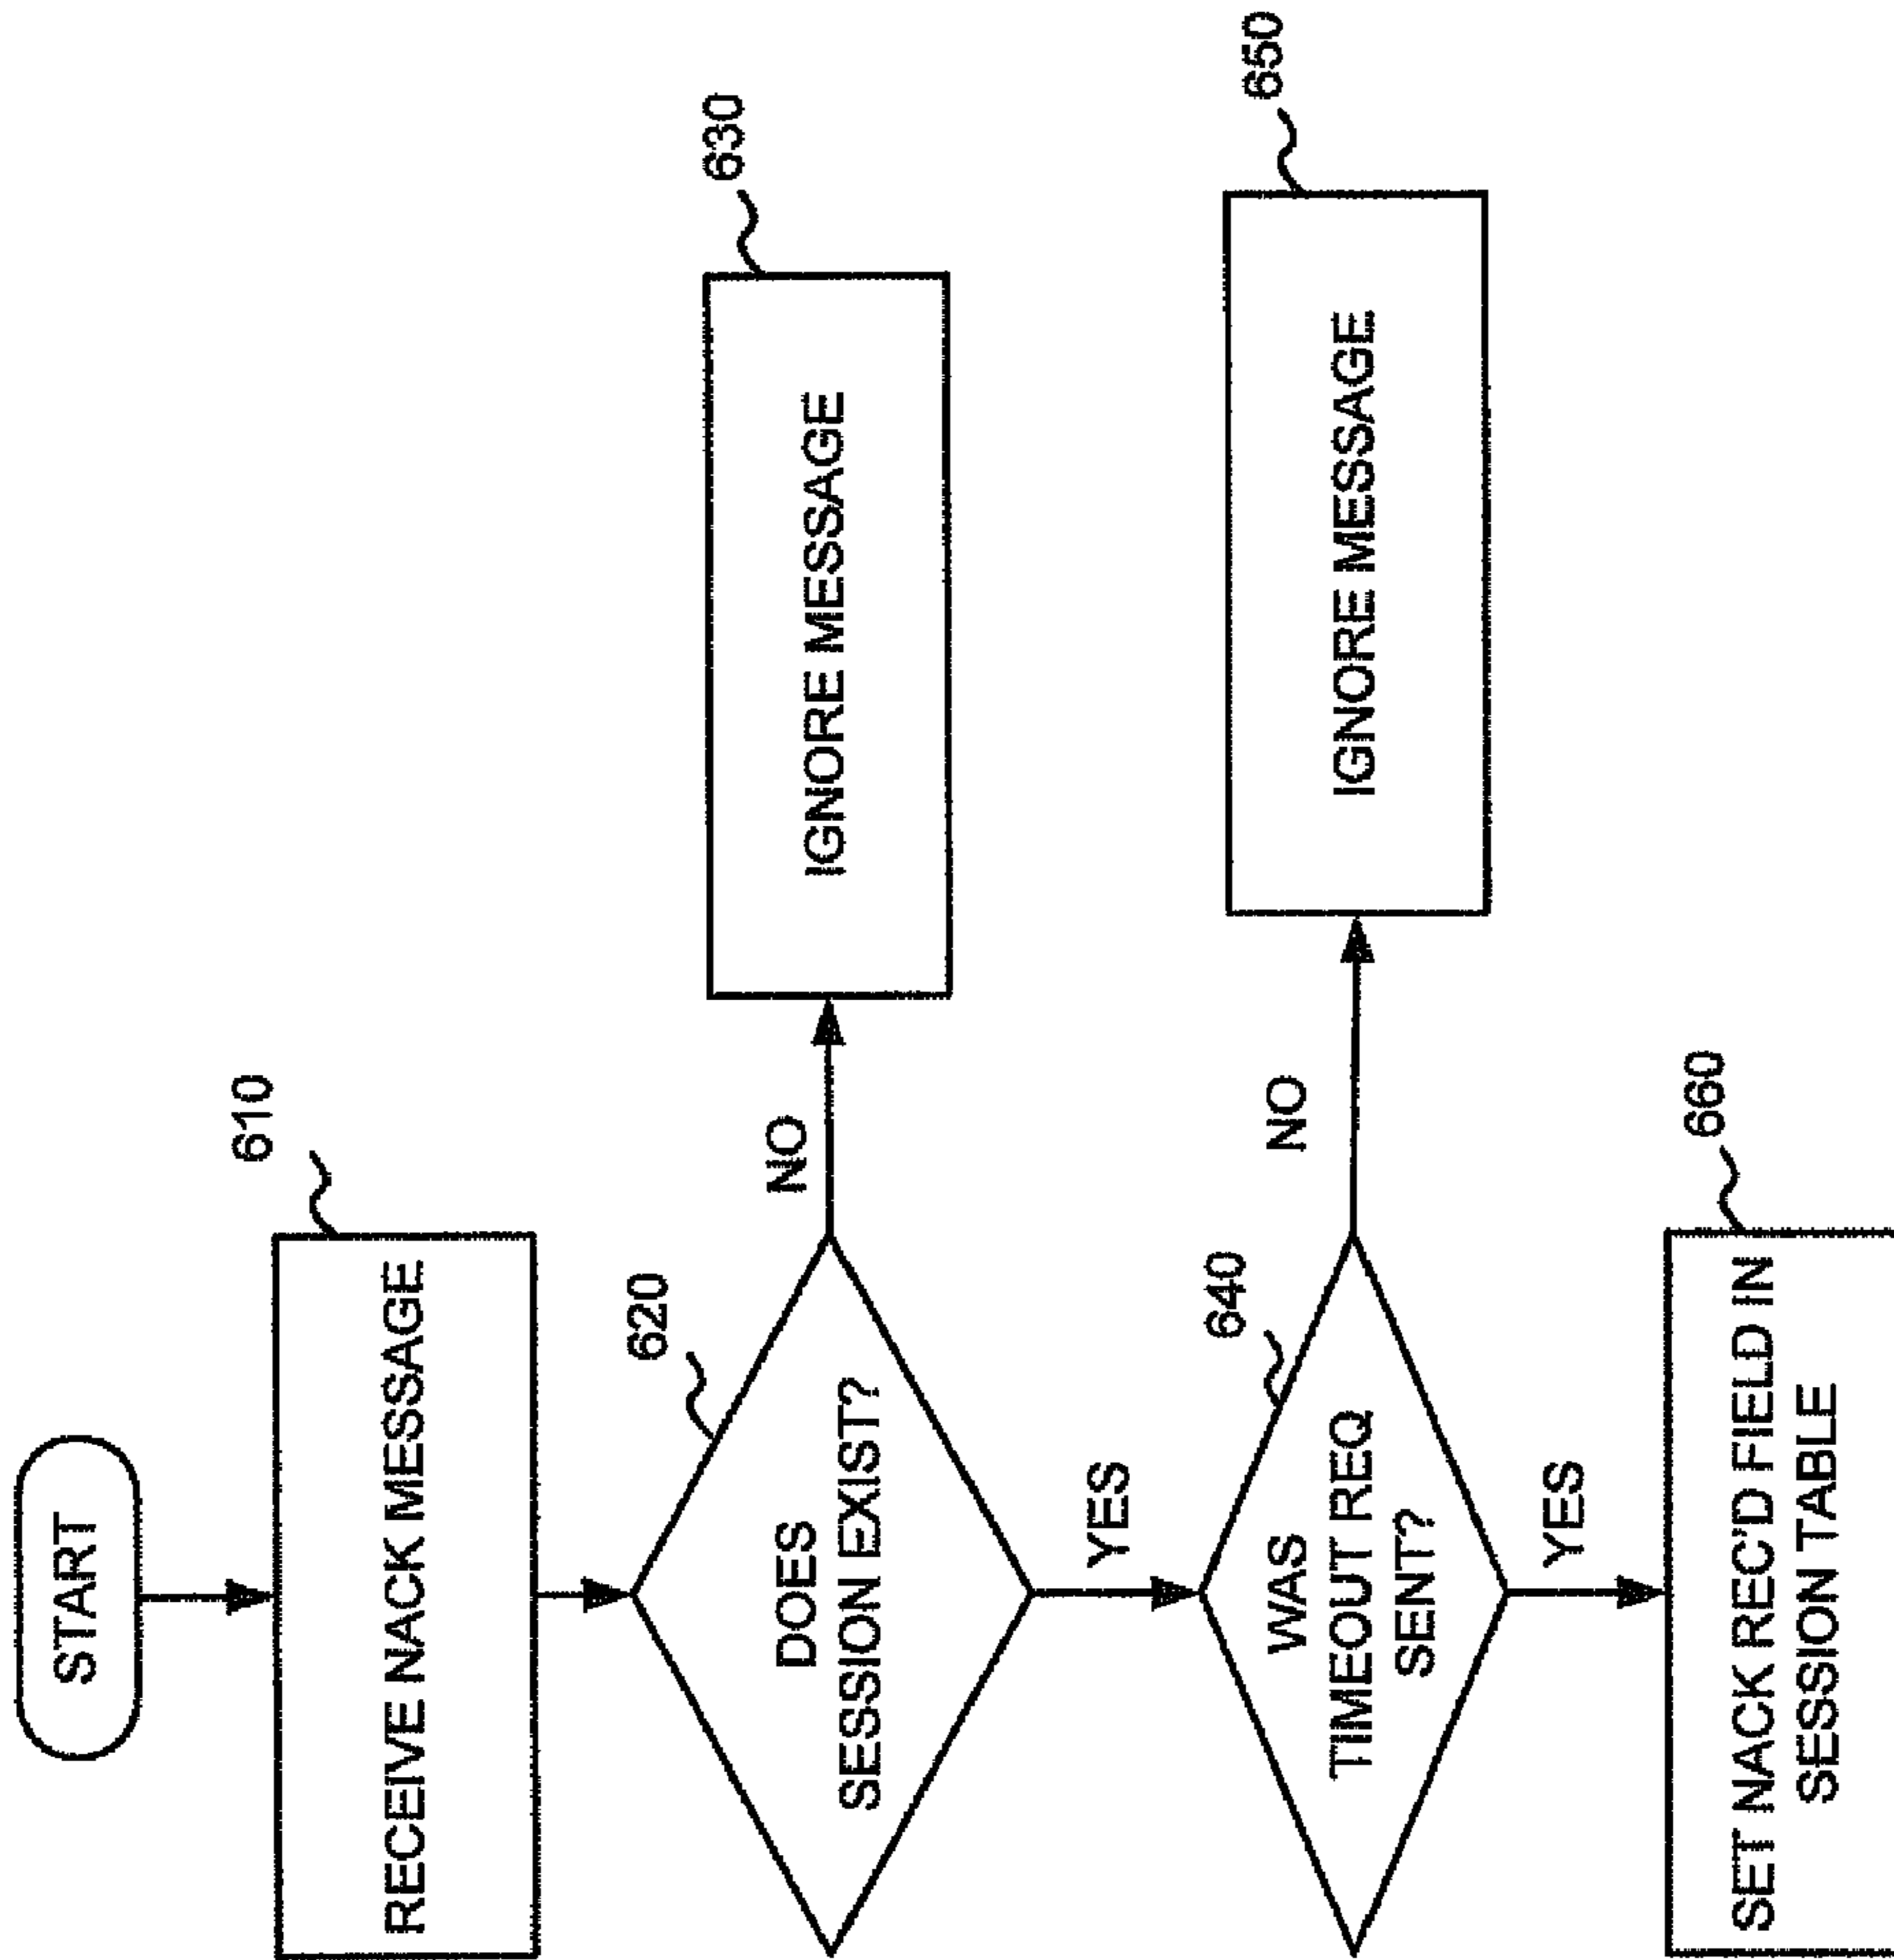 START
610
RECEIVE NACK MESSAGE
620
DOES
SESSION EXIST?
NO
630
IGNORE MESSAGE
YES
640
WAS
TIMEOUT REQ
SENT?
NO
650
IGNORE MESSAGE
YES
660
SET NACK REC'D FIELD IN
SESSION TABLE